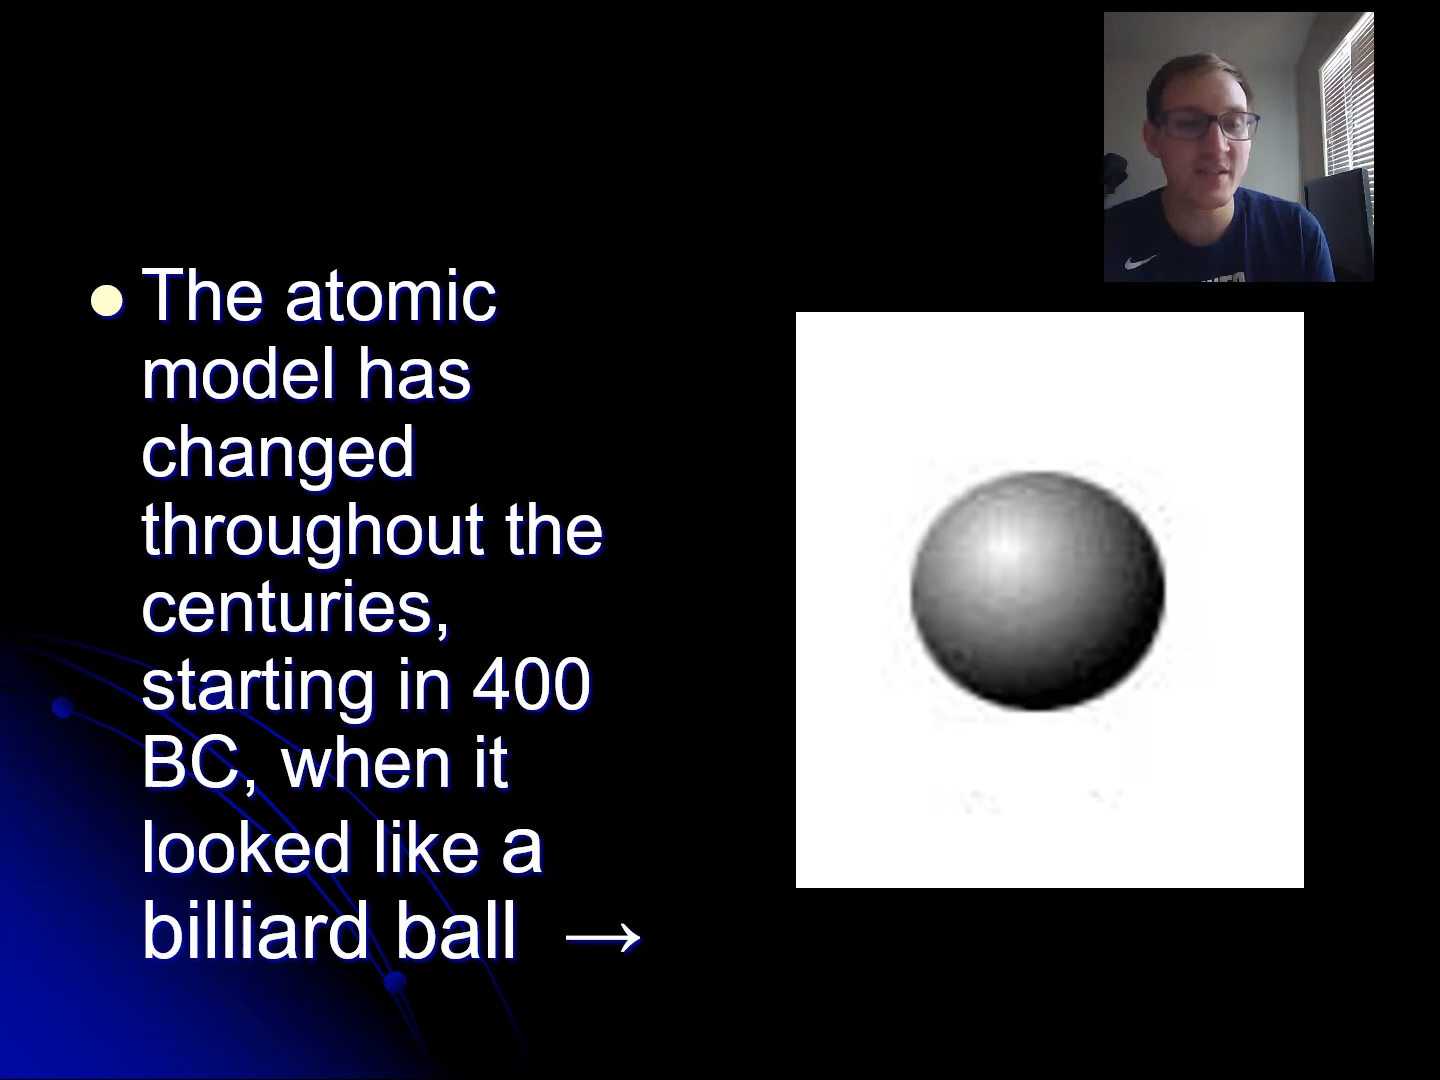 The atomic
model has
changed
throughout the
centuries,
starting in 400
BC, when it
looked like a
billiard ball →